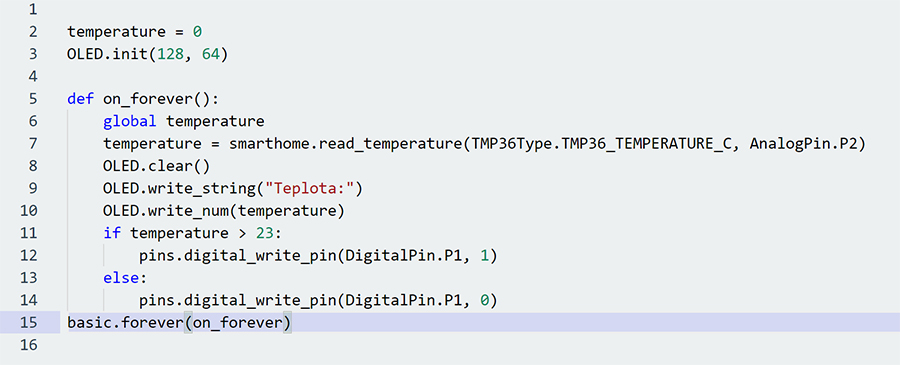 1
2 temperature = 0
3 OLED.init(128, 64)
4
5 def on_forever():
6     global temperature
7     temperature = smarthome.read_temperature(TMP36Type.TMP36_TEMPERATURE_C, AnalogPin.P2)
8     OLED.clear()
9     OLED.write_string("Teplota:")
10     OLED.write_num(temperature)
11     if temperature > 23:
12         pins.digital_write_pin(DigitalPin.P1, 1)
13     else:
14         pins.digital_write_pin(DigitalPin.P1, 0)
15 basic.forever(on_forever)
16